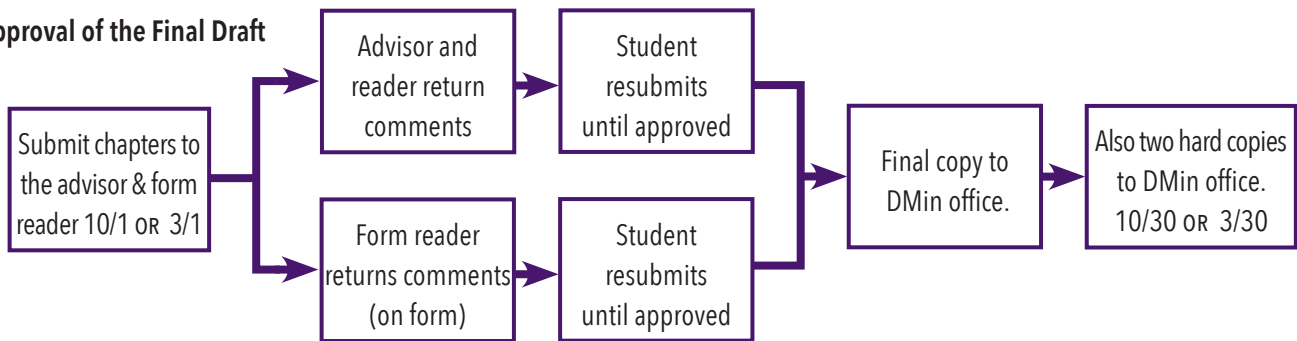 pproval of the Final Draft
Submit chapters to
the advisor & form
reader 10/1 OR 3/1
Advisor and
reader return
comments
Student
resubmits
until approved
Form reader
returns comments
(on form)
Student
resubmits
until approved
Final copy to
DMin office.
Also two hard copies
to DMin office.
10/30 OR 3/30